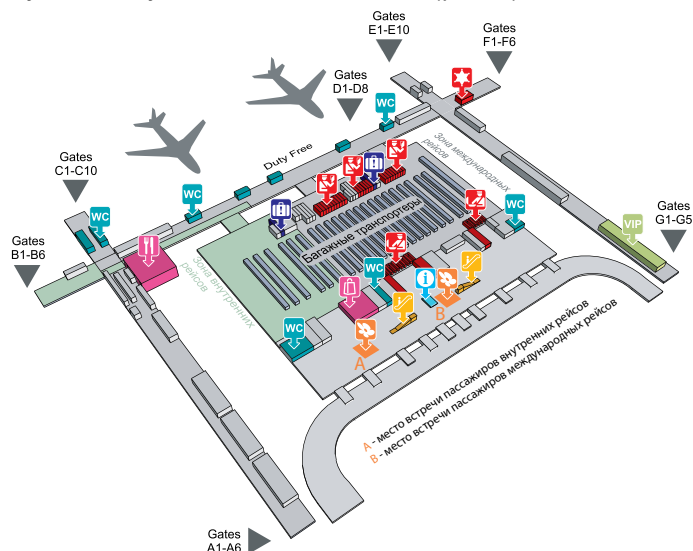 Gates
E1-E10
Gates
F1-F6
Gates
D1-D8
WC
Duty Free
Зона международных
рейсов
Gates
C1-C10
WC
WC
Gates
G1-G5
WC
VIP
Gates
B1-B6
Багажные транспортеры
Зона внутренних
рейсов
WC
i
B
WC
A
A - место встречи пассажиров внутренних рейсов
B - место встречи пассажиров международных рейсов
Gates
A1-A6